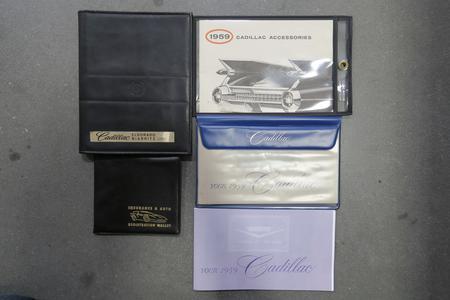 1959 CADILLAC ACCESSORIES
Cadillac ELDORADO
BIARRITZ
Cadillac
YOUR 1959 Cadillac
INSURANCE & AUTO
REGISTRATION WALLET
YOUR 1959 Cadillac